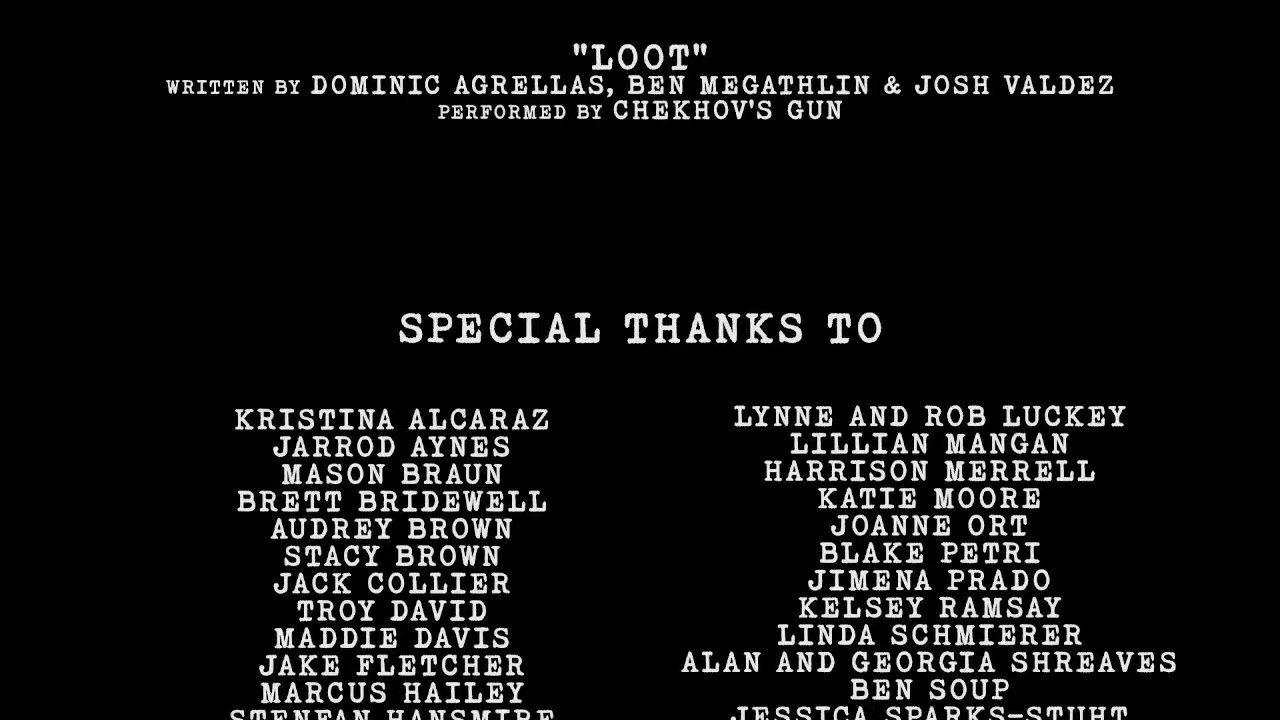 "LOOT"
WRITTEN BY DOMINIC AGRELLAS, BEN MEGATHLIN & JOSH VALDEZ
PERFORMED BY CHEKHOV'S GUN
SPECIAL THANKS TO
KRISTINA ALCARAZ
JARROD AYNES
MASON BRAUN
BRETT BRIDEWELL
AUDREY BROWN
STACY BROWN
JACK COLLIER
TROY DAVID
MADDIE DAVIS
JAKE FLETCHER
MARCUS HAILEY
LYNNE AND ROB LUCKEY
LILLIAN MANGAN
HARRISON MERRELL
KATIE MOORE
JOANNE ORT
BLAKE PETRI
JIMENA PRADO
KELSEY RAMSAY
LINDA SCHMIERER
ALAN AND GEORGIA SHREAVES
BEN SOUP
JESSICA